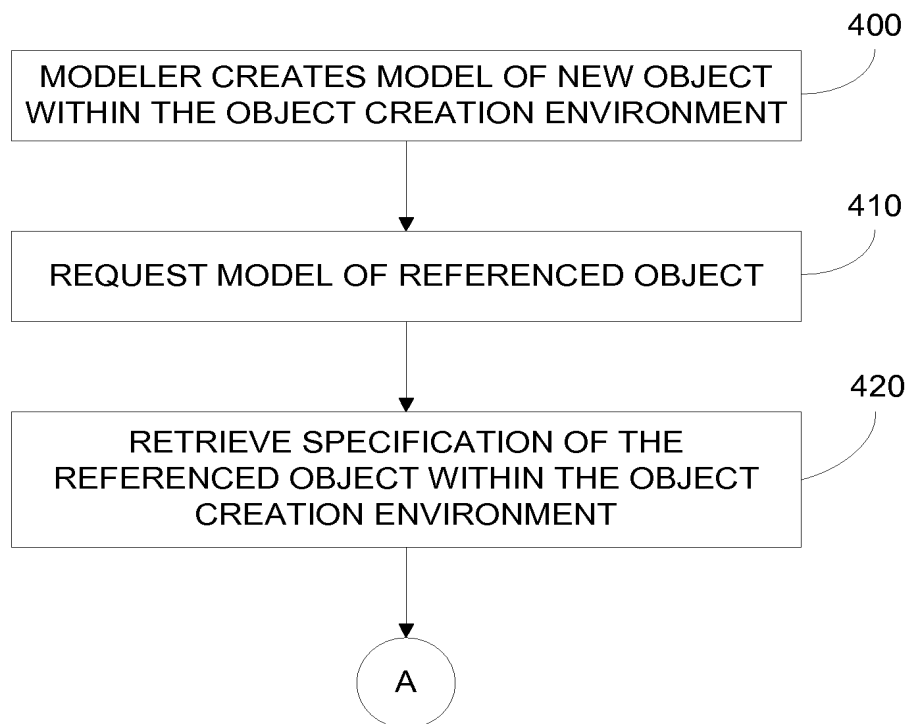 400
MODELER CREATES MODEL OF NEW OBJECT
WITHIN THE OBJECT CREATION ENVIRONMENT
410
REQUEST MODEL OF REFERENCED OBJECT
420
RETRIEVE SPECIFICATION OF THE
REFERENCED OBJECT WITHIN THE OBJECT
CREATION ENVIRONMENT
A